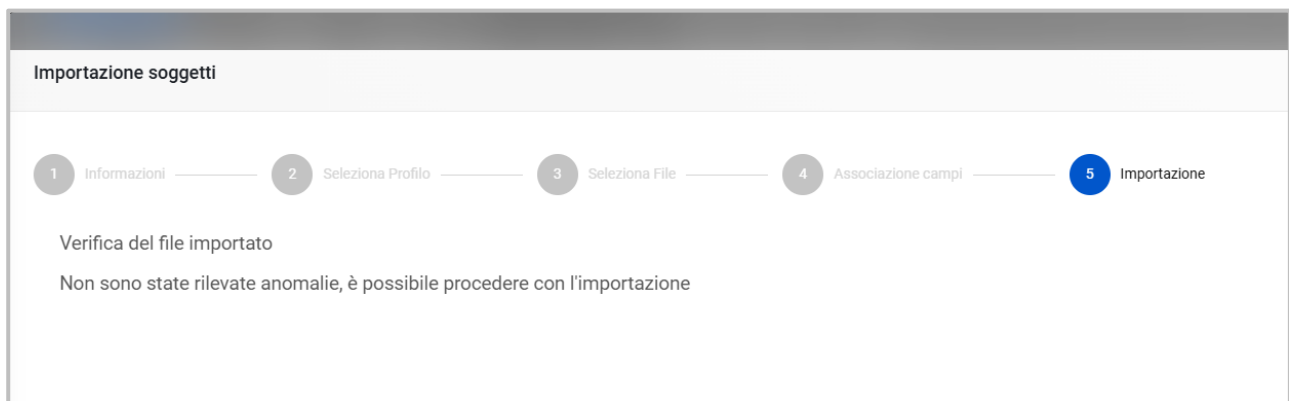 Importazione soggetti
1 Informazioni 2 Seleziona Profilo 3 Seleziona File 4 Associazione campi 5 Importazione
Verifica del file importato
Non sono state rilevate anomalie, è possibile procedere con l'importazione